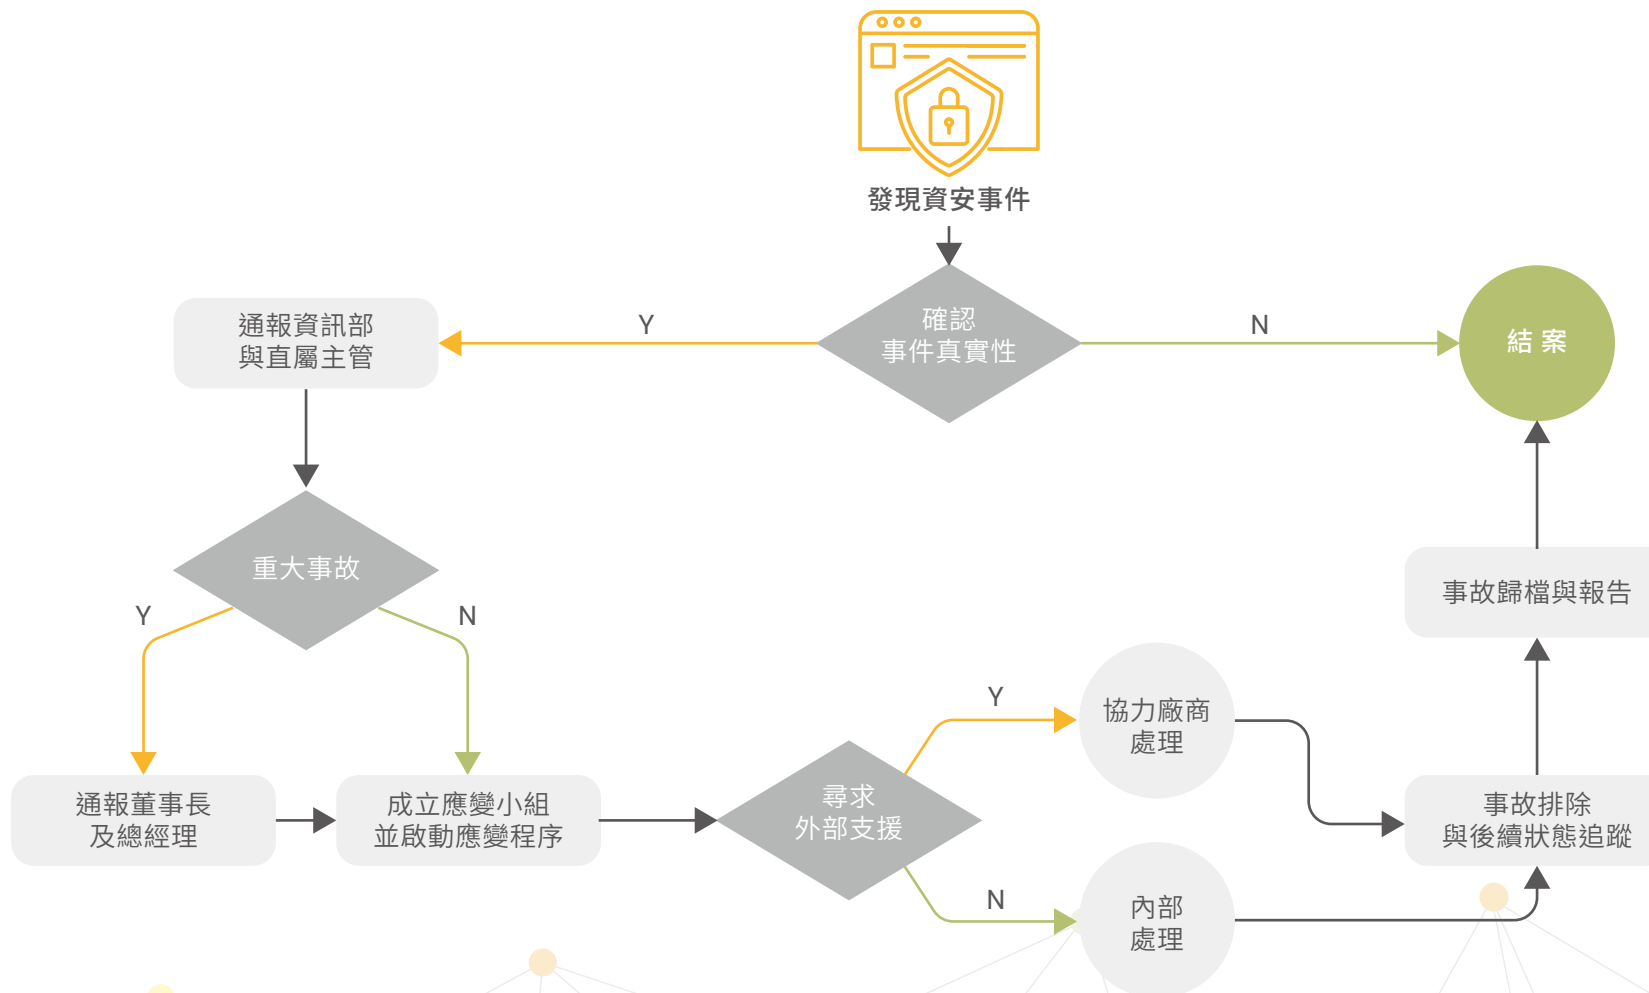 發現資安事件
確認
事件真實性
Y
N
通報資訊部
與直屬主管
結案
重大事故
Y
N
通報董事長
及總經理
成立應變小組
並啟動應變程序
尋求
外部支援
Y
N
協力廠商
處理
內部
處理
事故排除
與後續狀態追蹤
事故歸檔與報告